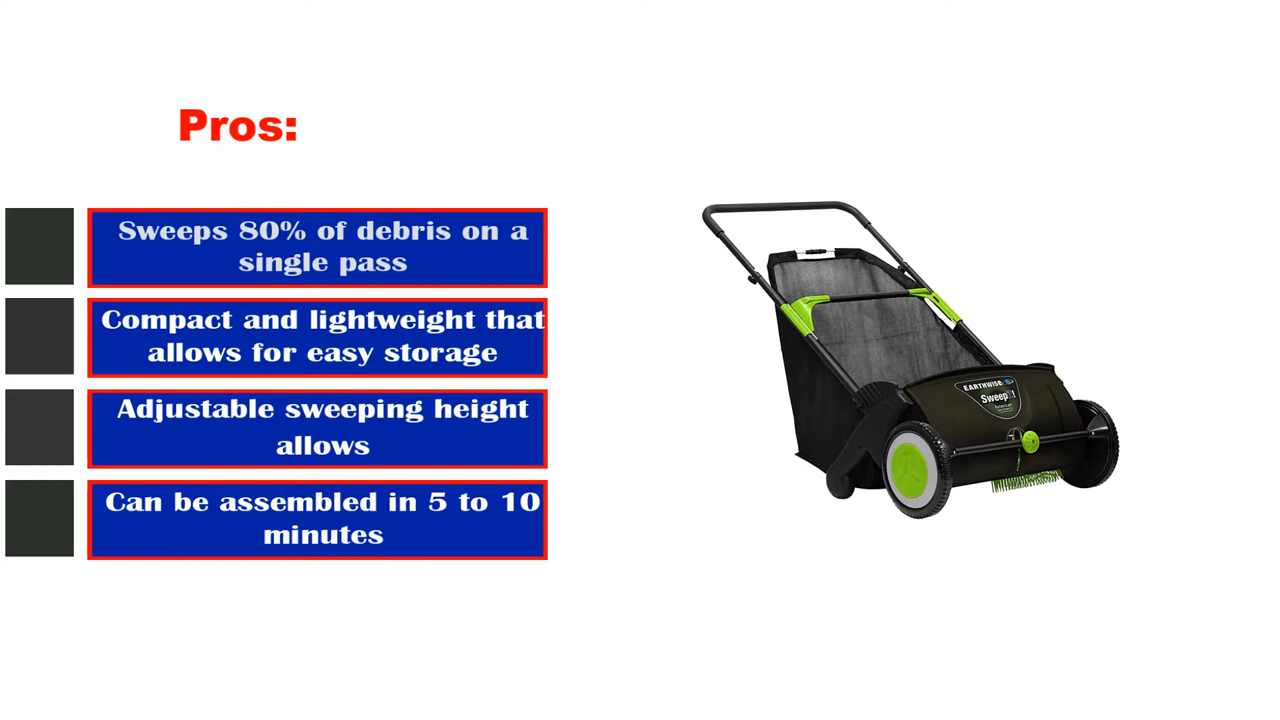 Pros:
Sweeps 80% of debris on a
single pass
Compact and lightweight that
allows for easy storage
Adjustable sweeping height
allows
Can be assembled in 5 to 10
minutes
EARTHWISE